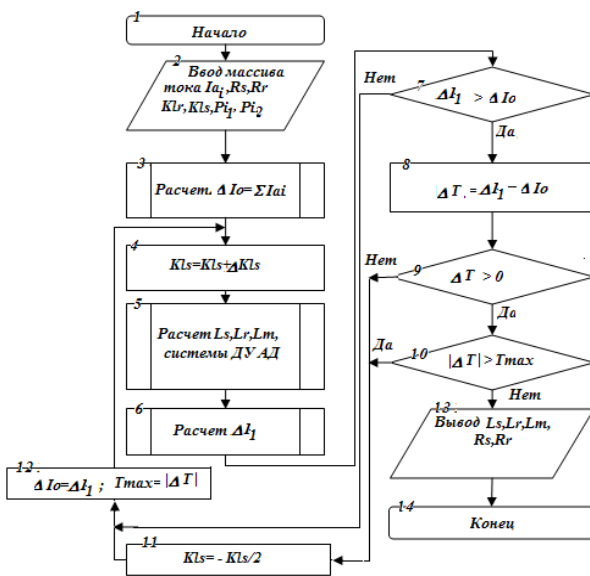 1
Начало
2
Ввод массива
тока Ia i ,Rs,Rr
Klr,Kls,Pi1, Pi2
3
Расчет. Δ Io=ΣIai
4
Kls=Kls+ΔKls
5
Расчет Ls,Lr,Lm,
системы ДУ АД
6
Расчет ΔI1
12.
Δ Io=ΔI1 ; Tmax=|ΔT|
11
Kls= - Kls/2
Нет
7
ΔI1 > ΔIo
Да
8
ΔT .=ΔI1 – ΔIo
Нет
9
ΔT >0
Да
Да
10
|ΔT|>Tmax
Нет
13.
Вывод Ls,Lr,Lm,
Rs,Rr
14
Конец